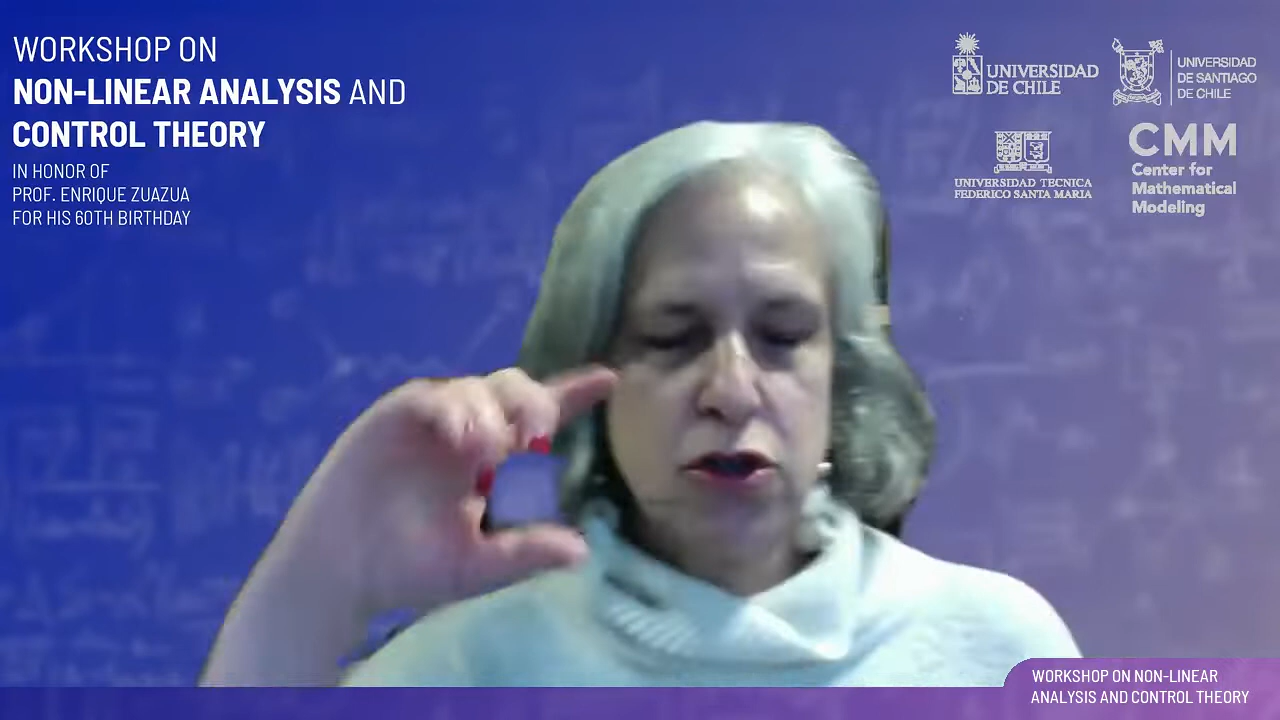 WORKSHOP ON
NON-LINEAR ANALYSIS AND
CONTROL THEORY
IN HONOR OF
PROF. ENRIQUE ZUAZUA
FOR HIS 60TH BIRTHDAY
UNIVERSIDAD
DE CHILE
UNIVERSIDAD
DE SANTIAGO
DE CHILE
UNIVERSIDAD TECNICA
FEDERICO SANTA MARIA
CMM
Center for
Mathematical
Modeling
WORKSHOP ON NON-LINEAR
ANALYSIS AND CONTROL THEORY